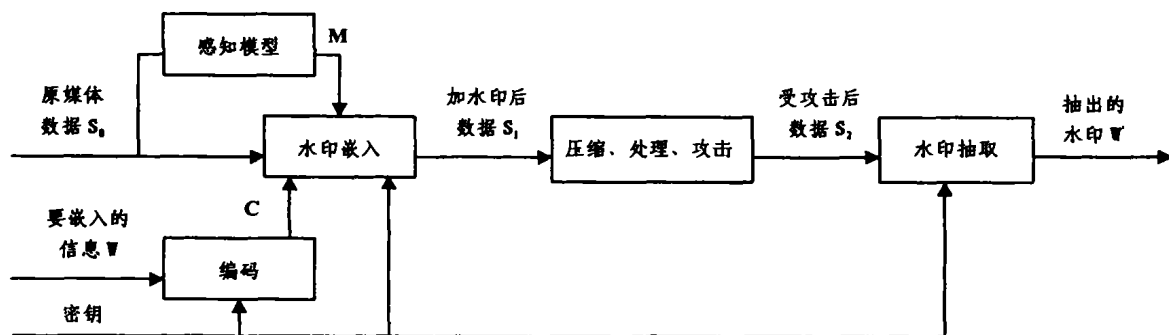 感知模型
M
原媒体
数据 S₀
加水印后
数据 S₁
受攻击后
数据 S₂
抽出的
水印 W'
水印嵌入
压缩、处理、攻击
水印抽取
C
要嵌入的
信息 W
编码
密钥